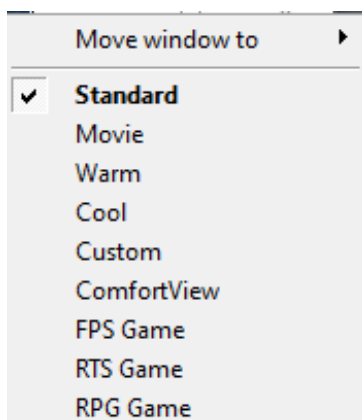 Move window to
Standard
Movie
Warm
Cool
Custom
ComfortView
FPS Game
RTS Game
RPG Game